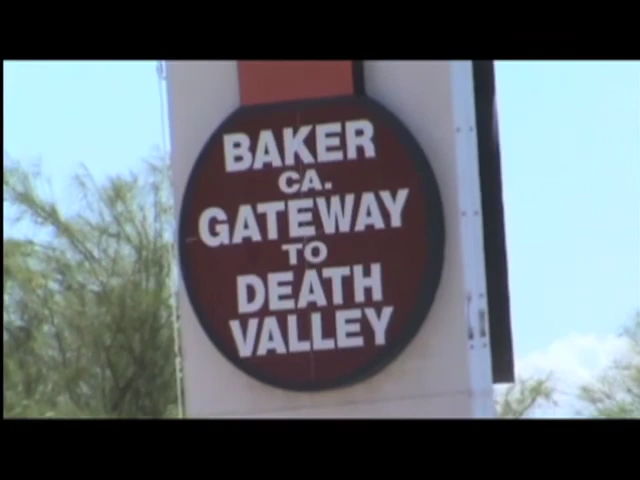 BAKER
CA.
GATEWAY
TO
DEATH
VALLEY